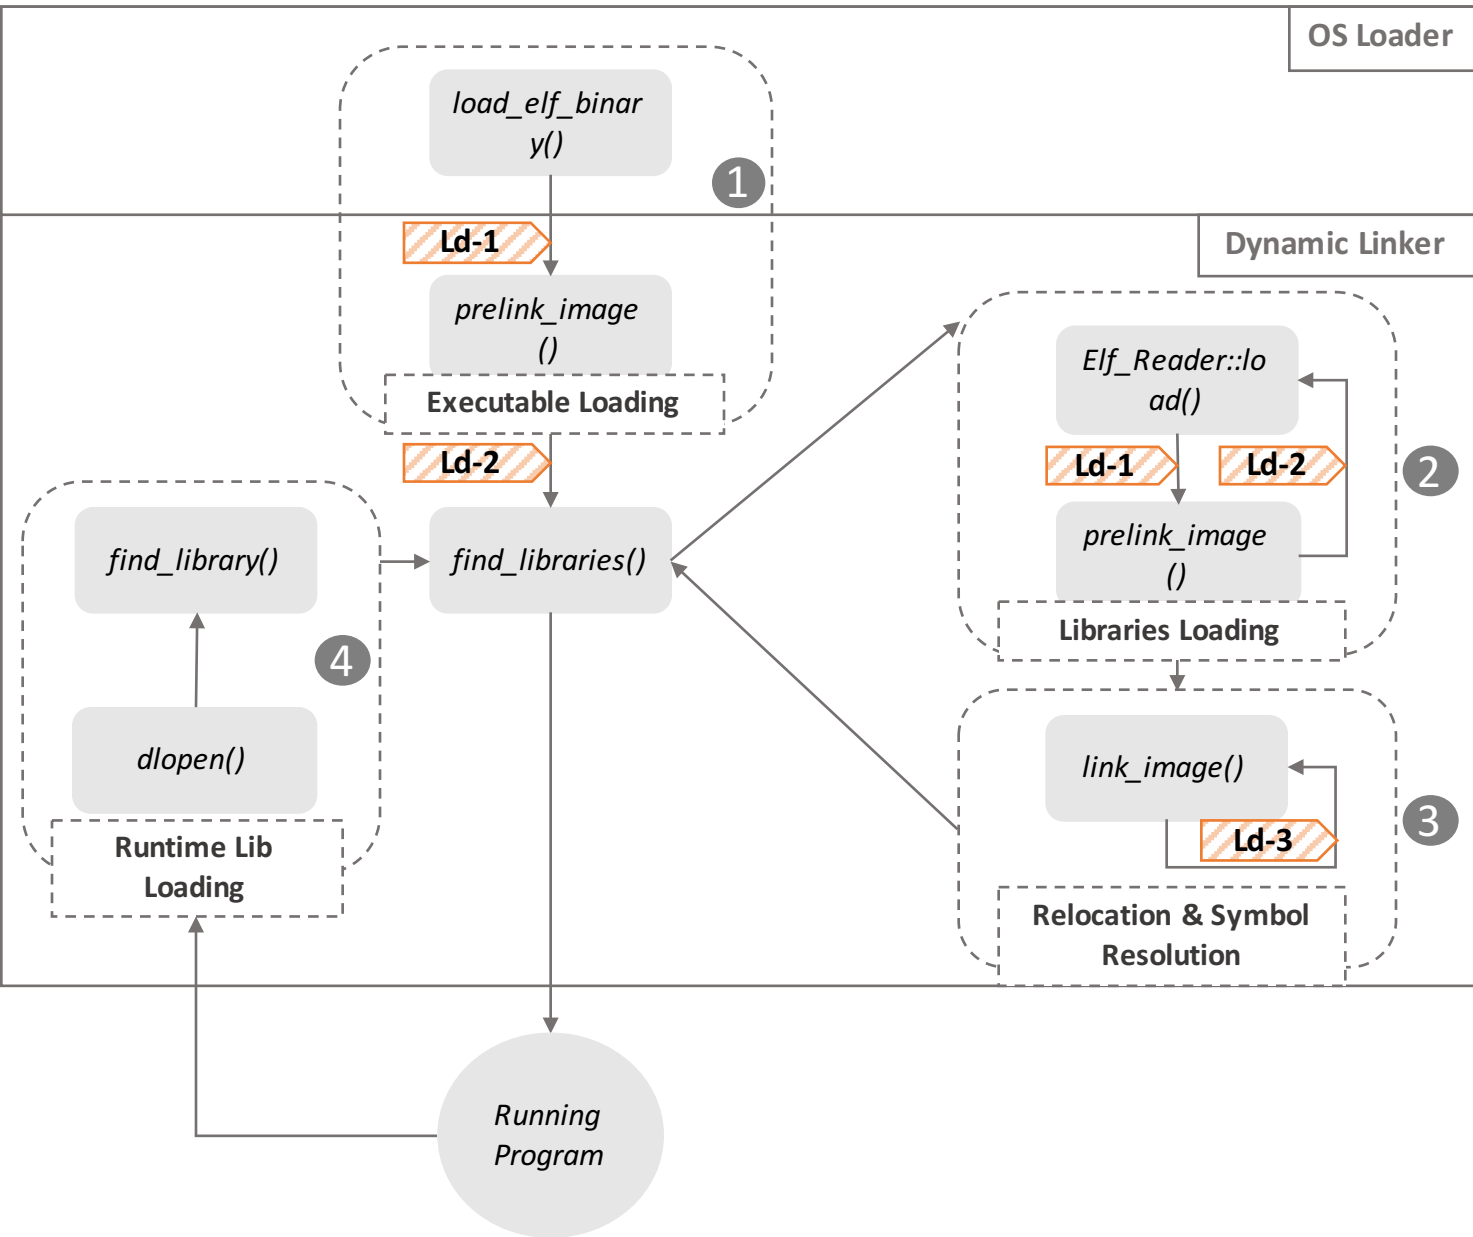 OS Loader
load_elf_binar
y()
1
Dynamic Linker
Ld-1
prelink_image
()
Executable Loading
Ld-2
find_libraries()
Elf_Reader::lo
ad()
Ld-1
Ld-2
2
prelink_image
()
Libraries Loading
link_image()
Ld-3
3
Relocation & Symbol
Resolution
find_library()
4
dlopen()
Runtime Lib
Loading
Running
Program